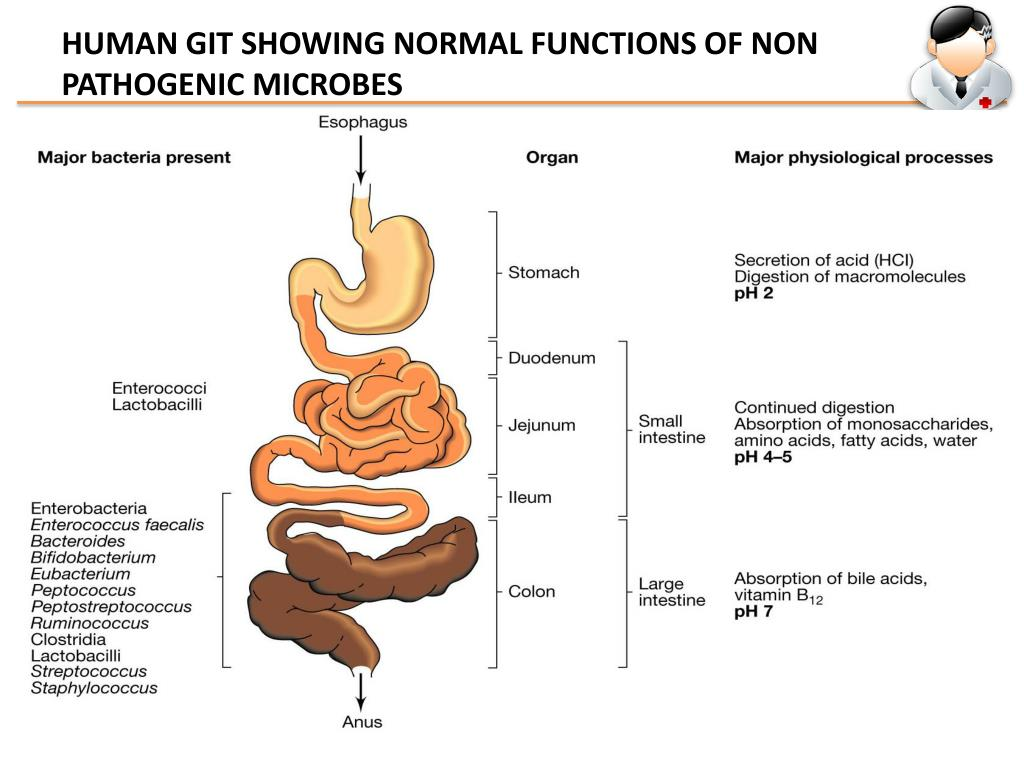 HUMAN GIT SHOWING NORMAL FUNCTIONS OF NON
PATHOGENIC MICROBES
Esophagus
Major bacteria present
Organ
Major physiological processes
Stomach
Secretion of acid (HCl)
Digestion of macromolecules
pH 2
Duodenum
Enterococci
Lactobacilli
Jejunum
Small
intestine
Continued digestion
Absorption of monosaccharides,
amino acids, fatty acids, water
pH 4–5
Ileum
Enterobacteria
Enterococcus faecalis
Bacteroides
Bifidobacterium
Eubacterium
Peptococcus
Peptostreptococcus
Ruminococcus
Clostridia
Lactobacilli
Streptococcus
Staphylococcus
Colon
Large
intestine
Absorption of bile acids,
vitamin B12
pH 7
Anus